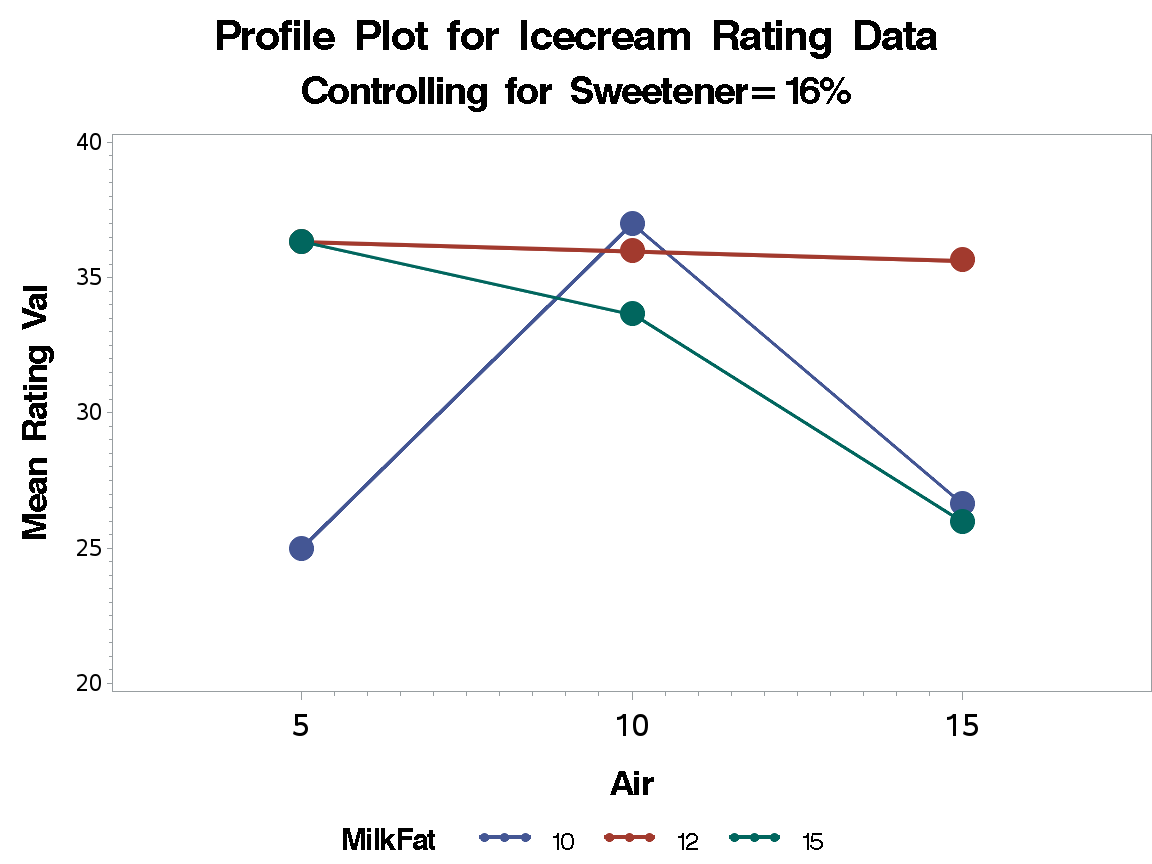 Profile Plot for Icecream Rating Data
Controlling for Sweetener= 16%
40
35
30
25
20
Mean Rating Val
5 10 15
Air
MilkFat 10 12 15